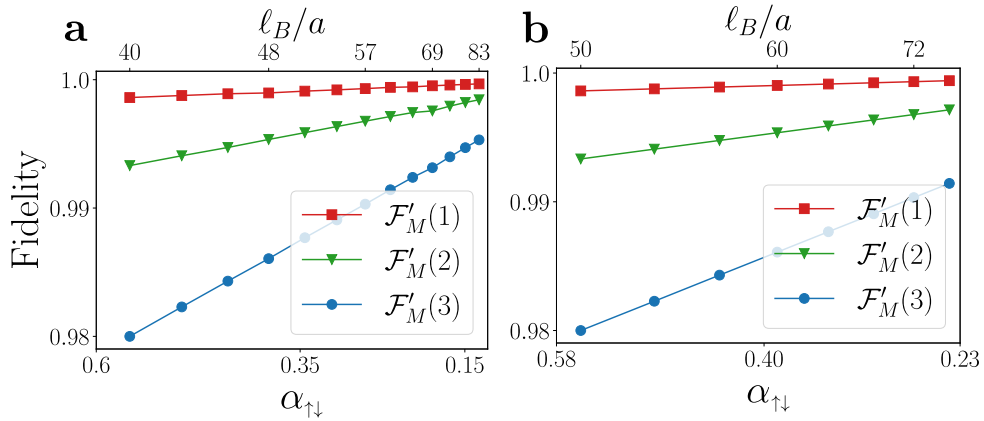 a
ℓ_B/a
40 48 57 69 83
1.0
0.99
0.98
Fidelity
F′_M(1)
F′_M(2)
F′_M(3)
0.6 0.35 0.15
α_↑↓
b
ℓ_B/a
50 60 72
1.0
0.99
0.98
F′_M(1)
F′_M(2)
F′_M(3)
0.58 0.40 0.23
α_↑↓